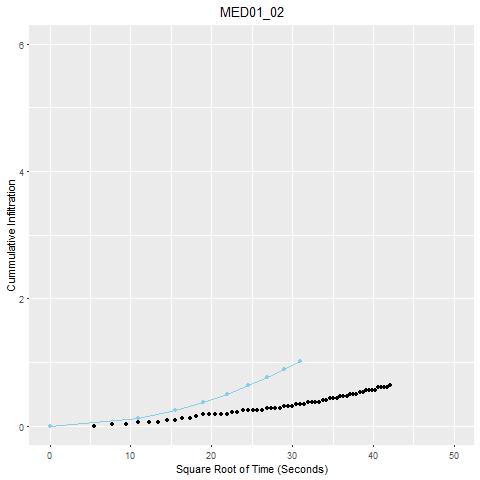 MED01_02
6
4
2
0
Cummulative Infiltration
0 10 20 30 40 50
Square Root of Time (Seconds)